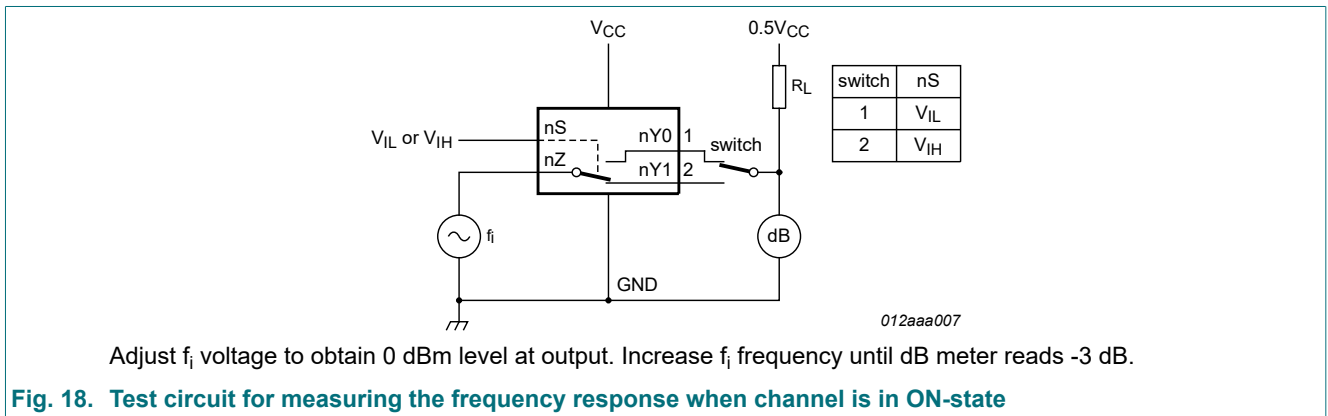 VCC
0.5VCC
RL
switch nS
1 VIL
2 VIH
VIL or VIH
nS
nZ
nY0 1
nY1 2
switch
fi
dB
GND
012aaa007
Adjust fi voltage to obtain 0 dBm level at output. Increase fi frequency until dB meter reads -3 dB.
Fig. 18. Test circuit for measuring the frequency response when channel is in ON-state